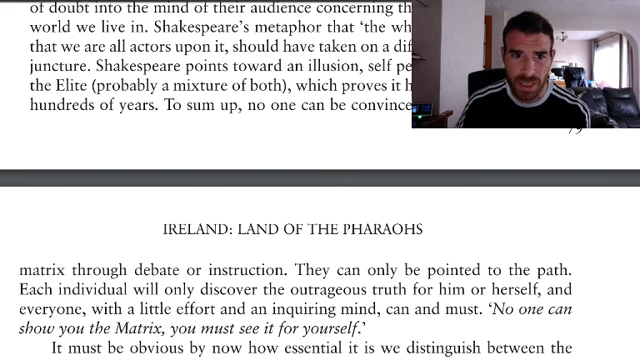 of doubt into the mind of their audience concerning th
world we live in. Shakespeare's metaphor that 'the wh
that we are all actors upon it, should have taken on a dif
juncture. Shakespeare points toward an illusion, self pe
the Elite (probably a mixture of both), which proves it h
hundreds of years. To sum up, no one can be convince
79
IRELAND: LAND OF THE PHARAOHS
matrix through debate or instruction. They can only be pointed to the path.
Each individual will only discover the outrageous truth for him or herself, and
everyone, with a little effort and an inquiring mind, can and must. 'No one can
show you the Matrix, you must see it for yourself.'
It must be obvious by now how essential it is we distinguish between the